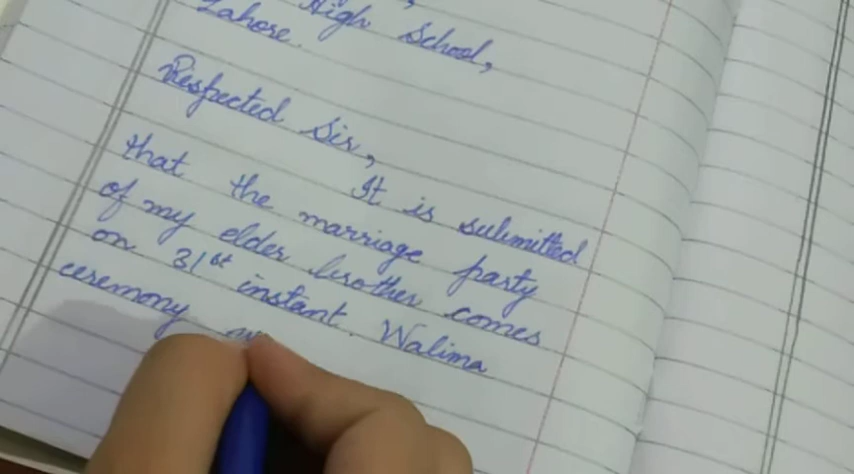 High School,
Lahore.
Respected Sir,
It is submitted
that the marriage party
of my elder brother comes
on 31st instant. Walima
ceremony